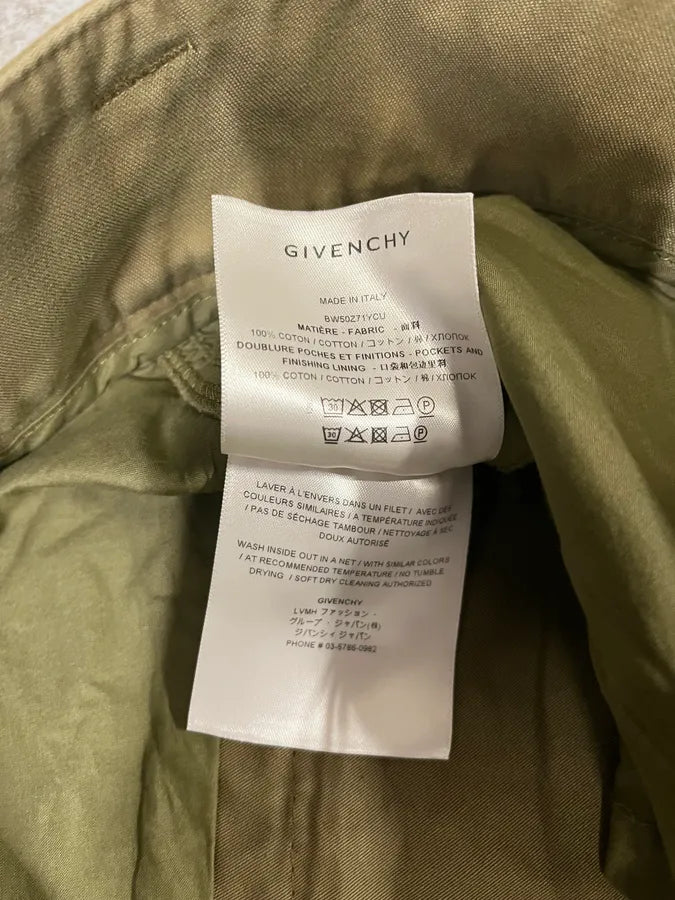 GIVENCHY
MADE IN ITALY
BW50Z71YCU
MATIÈRE - FABRIC - 面料
100% COTON / COTTON / コットン / 棉 / ХЛОПОК
DOUBLURE POCHES ET FINITIONS - POCKETS AND
FINISHING LINING - 口袋和包边里料
100% COTON / COTTON / コットン / 棉 / ХЛОПОК
30 P
30 P
LAVER À L'ENVERS DANS UN FILET / AVEC DES
COULEURS SIMILAIRES / A TEMPÉRATURE INDIQUÉE
/ PAS DE SÉCHAGE TAMBOUR / NETTOYAGE À SEC
DOUX AUTORISÉ
WASH INSIDE OUT IN A NET / WITH SIMILAR COLORS
/ AT RECOMMENDED TEMPERATURE / NO TUMBLE
DRYING / SOFT DRY CLEANING AUTHORIZED
GIVENCHY
LVMH ファッション -
グループ・ジャパン(株)
ジバンシィ ジャパン
PHONE # 03-5786-0982